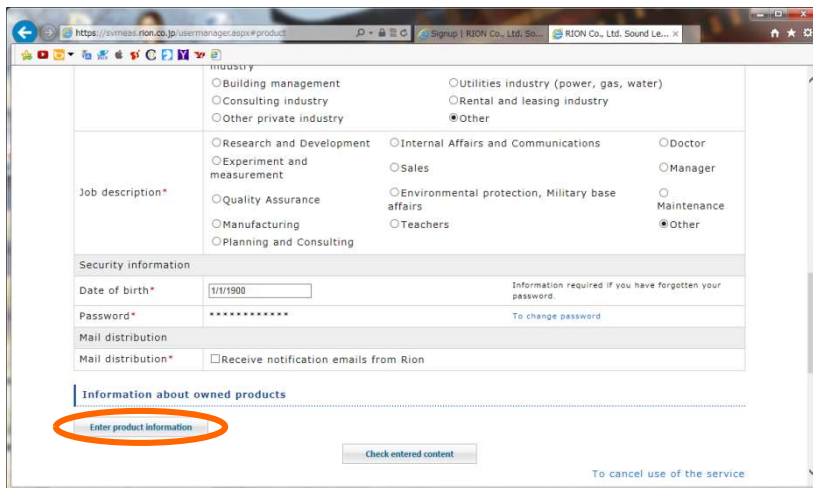 https://svmeas.rion.co.jp/usermanager.aspx#product
Signup | RION Co., Ltd. So...
RION Co., Ltd. Sound Le...
industry
Building management
Utilities industry (power, gas, water)
Consulting industry
Rental and leasing industry
Other private industry
Other
Job description*
Research and Development
Internal Affairs and Communications
Doctor
Experiment and
measurement
Sales
Manager
Quality Assurance
Environmental protection, Military base
affairs
Maintenance
Manufacturing
Teachers
Other
Planning and Consulting
Security information
Date of birth*
1/1/1900
Information required if you have forgotten your
password.
Password*
************
To change password
Mail distribution
Mail distribution*
Receive notification emails from Rion
Information about owned products
Enter product information
Check entered content
To cancel use of the service